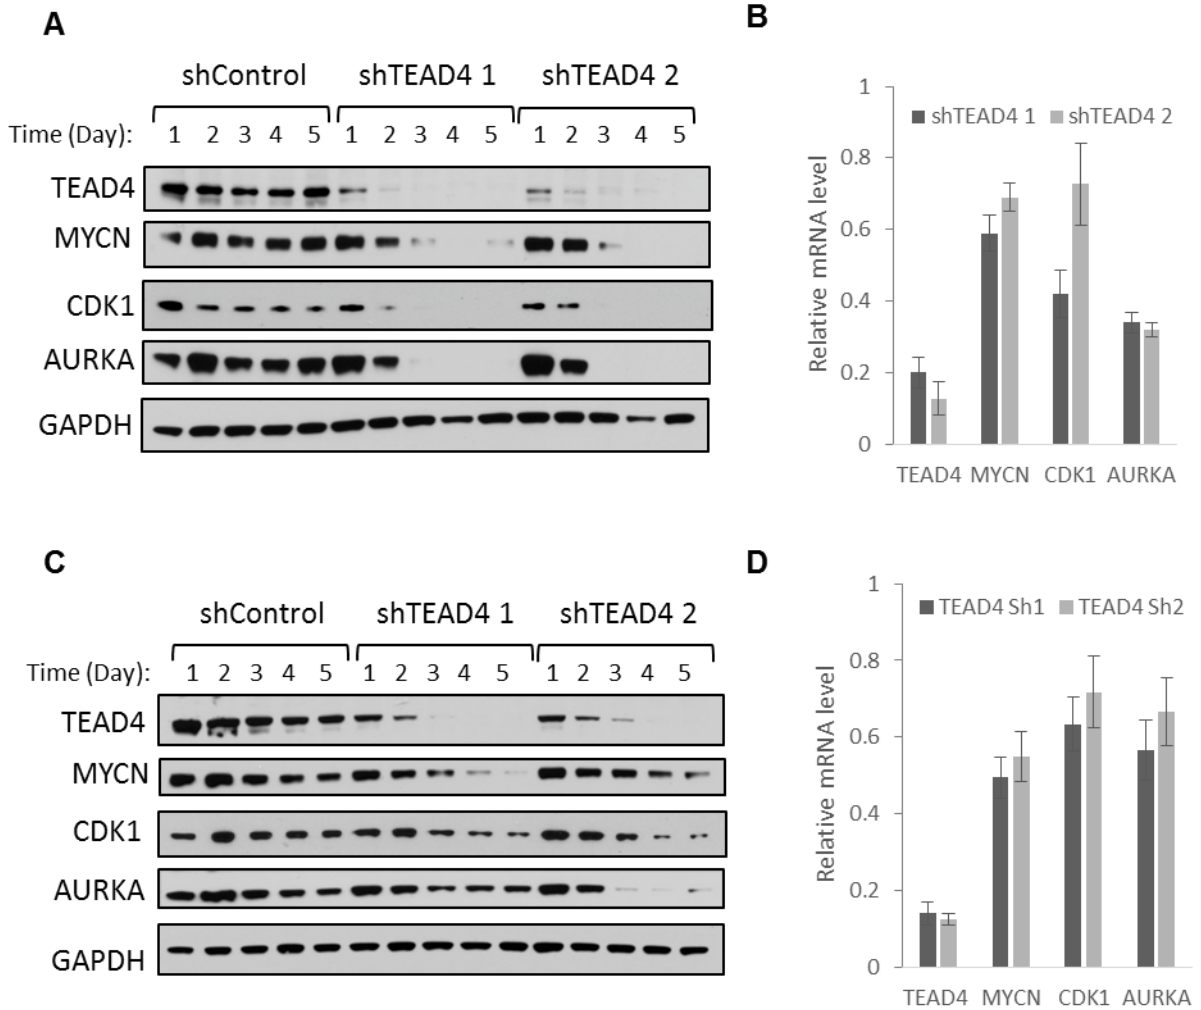 A
shControl shTEAD4 1 shTEAD4 2
Time (Day): 1 2 3 4 5 1 2 3 4 5 1 2 3 4 5
TEAD4
MYCN
CDK1
AURKA
GAPDH
B
1
shTEAD4 1 shTEAD4 2
0.8
0.6
0.4
0.2
0
Relative mRNA level
TEAD4 MYCN CDK1 AURKA
C
shControl shTEAD4 1 shTEAD4 2
Time (Day): 1 2 3 4 5 1 2 3 4 5 1 2 3 4 5
TEAD4
MYCN
CDK1
AURKA
GAPDH
D
1
TEAD4 Sh1 TEAD4 Sh2
0.8
0.6
0.4
0.2
0
Relative mRNA level
TEAD4 MYCN CDK1 AURKA